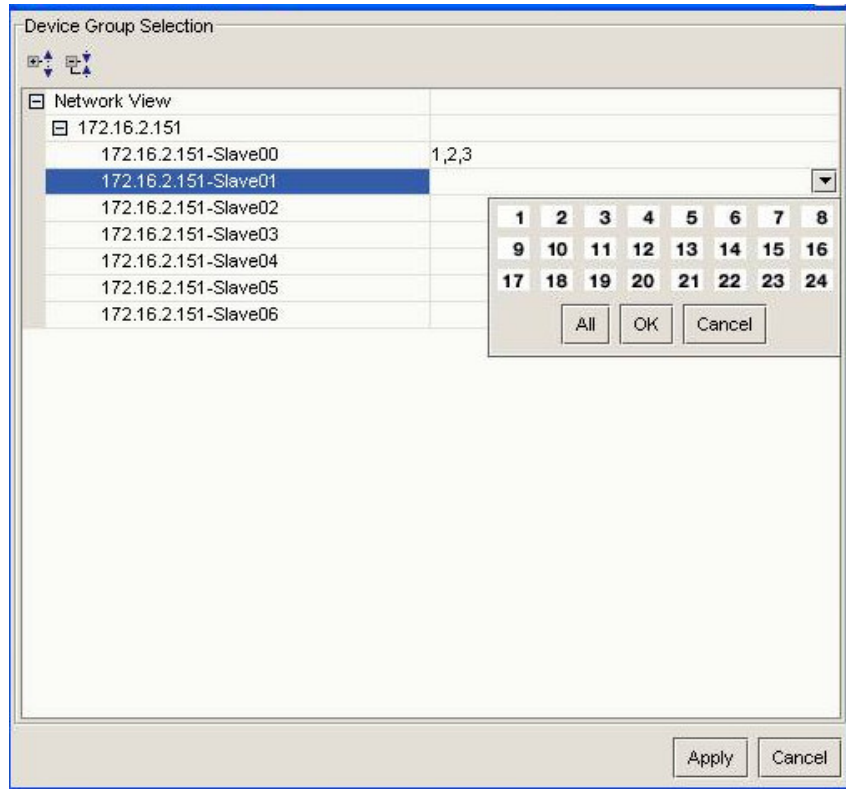 Device Group Selection
Network View
172.16.2.151
172.16.2.151-Slave00 1,2,3
172.16.2.151-Slave01
172.16.2.151-Slave02
172.16.2.151-Slave03
172.16.2.151-Slave04
172.16.2.151-Slave05
172.16.2.151-Slave06
1 2 3 4 5 6 7 8
9 10 11 12 13 14 15 16
17 18 19 20 21 22 23 24
All OK Cancel
Apply Cancel